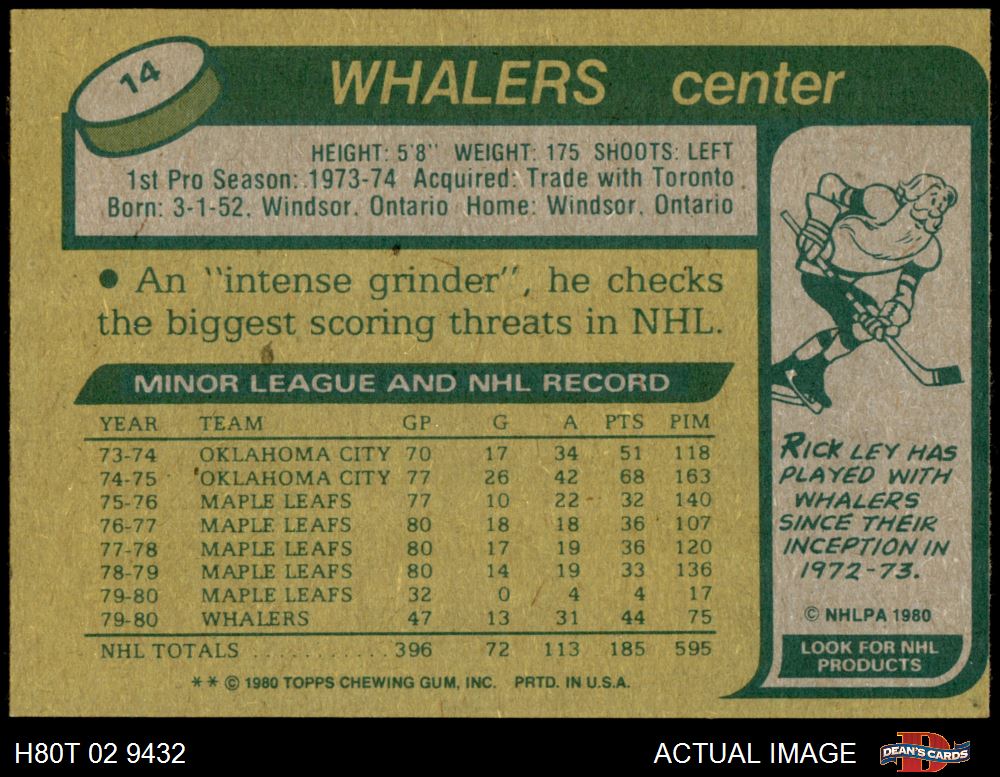 14
WHALERS center
HEIGHT: 5'8" WEIGHT: 175 SHOOTS: LEFT
1st Pro Season: 1973-74 Acquired: Trade with Toronto
Born: 3-1-52, Windsor, Ontario Home: Windsor, Ontario
• An "intense grinder", he checks
the biggest scoring threats in NHL.
MINOR LEAGUE AND NHL RECORD
YEAR TEAM GP G A PTS PIM
73-74 OKLAHOMA CITY 70 17 34 51 118
74-75 OKLAHOMA CITY 77 26 42 68 163
75-76 MAPLE LEAFS 77 10 22 32 140
76-77 MAPLE LEAFS 80 18 18 36 107
77-78 MAPLE LEAFS 80 17 19 36 120
78-79 MAPLE LEAFS 80 14 19 33 136
79-80 MAPLE LEAFS 32 0 4 4 17
79-80 WHALERS 47 13 31 44 75
NHL TOTALS ........... 396 72 113 185 595
** © 1980 TOPPS CHEWING GUM, INC. PRTD. IN U.S.A.
RICK LEY HAS
PLAYED WITH
WHALERS
SINCE THEIR
INCEPTION IN
1972-73.
© NHLPA 1980
LOOK FOR NHL
PRODUCTS
H80T 02 9432
ACTUAL IMAGE
DEAN'S CARDS